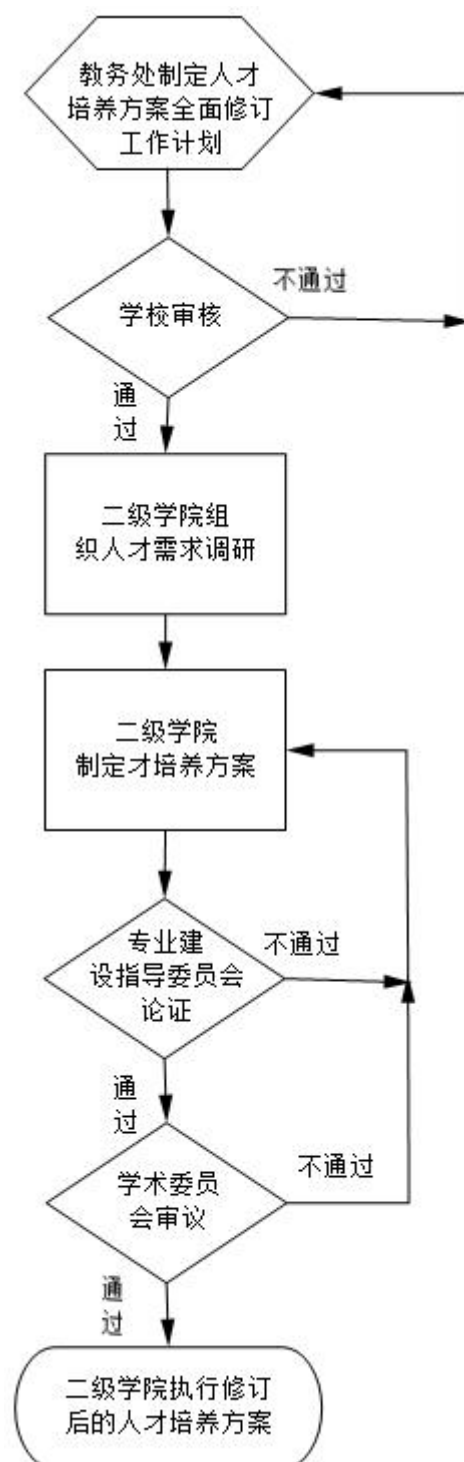 教务处制定人才
培养方案全面修订
工作计划
不通过
学校审核
通
过
二级学院组
织人才需求调研
二级学院
制定才培养方案
专业建
设指导委员会
论证
不通过
通
过
学术委员
会审议
不通过
通
过
二级学院执行修订
后的人才培养方案